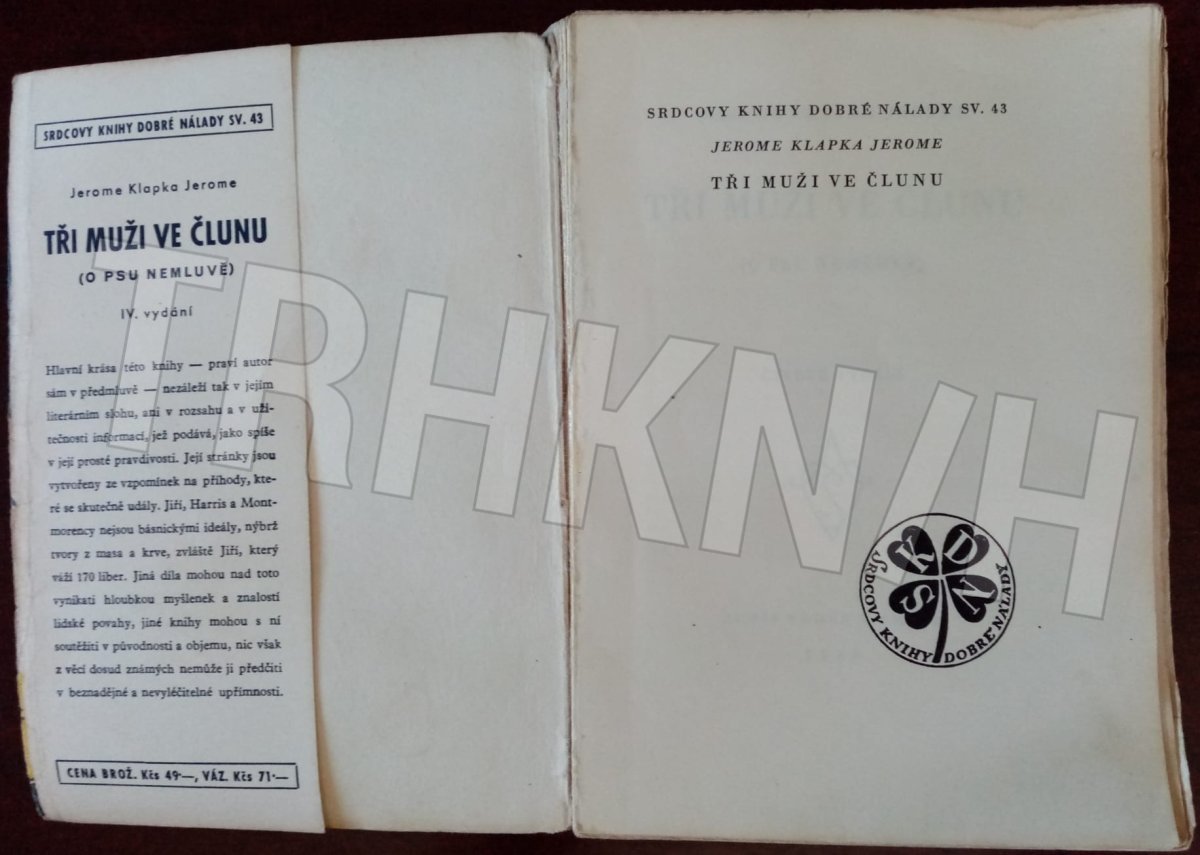 SRDCOVY KNIHY DOBRÉ NÁLADY SV. 43
Jerome Klapka Jerome
TŘI MUŽI VE ČLUNU
(O PSU NEMLUVĚ)
IV. vydání
Hlavní krása této knihy — praví autor
sám v předmluvě — nezáleží tak v jejím
literárním slohu, ani v rozsahu a v uži-
tečnosti informací, jež podává, jako spíše
v její prosté pravdivosti. Její stránky jsou
vytvořeny ze vzpomínek na příhody, kte-
ré se skutečně udály. Jiří, Harris a Mont-
morency nejsou básnickými ideály, nýbrž
tvory z masa a krve, zvláště Jiří, který
váží 170 liber. Jiná díla mohou nad toto
vynikati hloubkou myšlenek a znalostí
lidské povahy, jiné knihy mohou s ní
soutěžiti v původnosti a objemu, nic však
z věcí dosud známých nemůže ji předčiti
v beznadějné a nevyléčitelné upřímnosti.
CENA BROŽ. Kčs 49·—, VÁZ. Kčs 71·—
SRDCOVY KNIHY DOBRÉ NÁLADY SV. 43
JEROME KLAPKA JEROME
TŘI MUŽI VE ČLUNU
TŘI MUŽI VE ČLUNU
S K D N
SRDCOVY KNIHY DOBRÉ NÁLADY
TRHKNIH